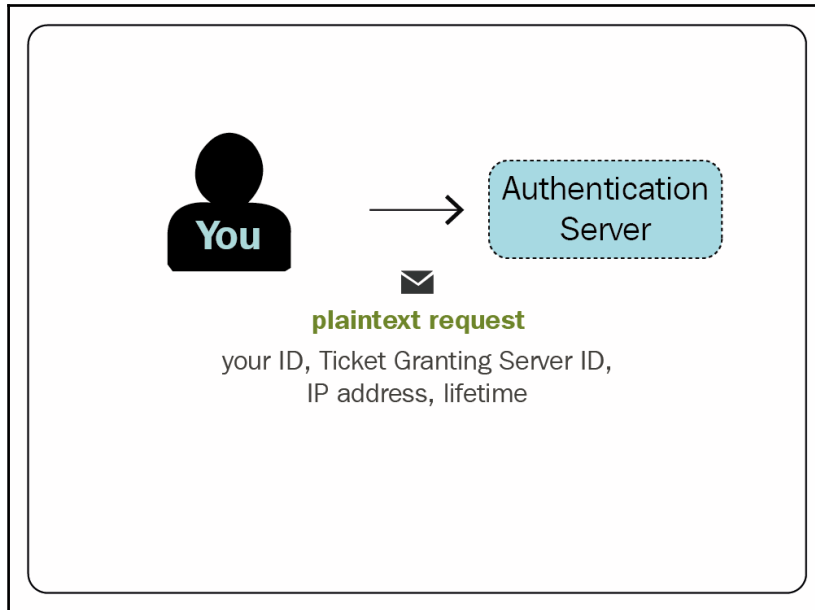 You
Authentication
Server
plaintext request
your ID, Ticket Granting Server ID,
IP address, lifetime